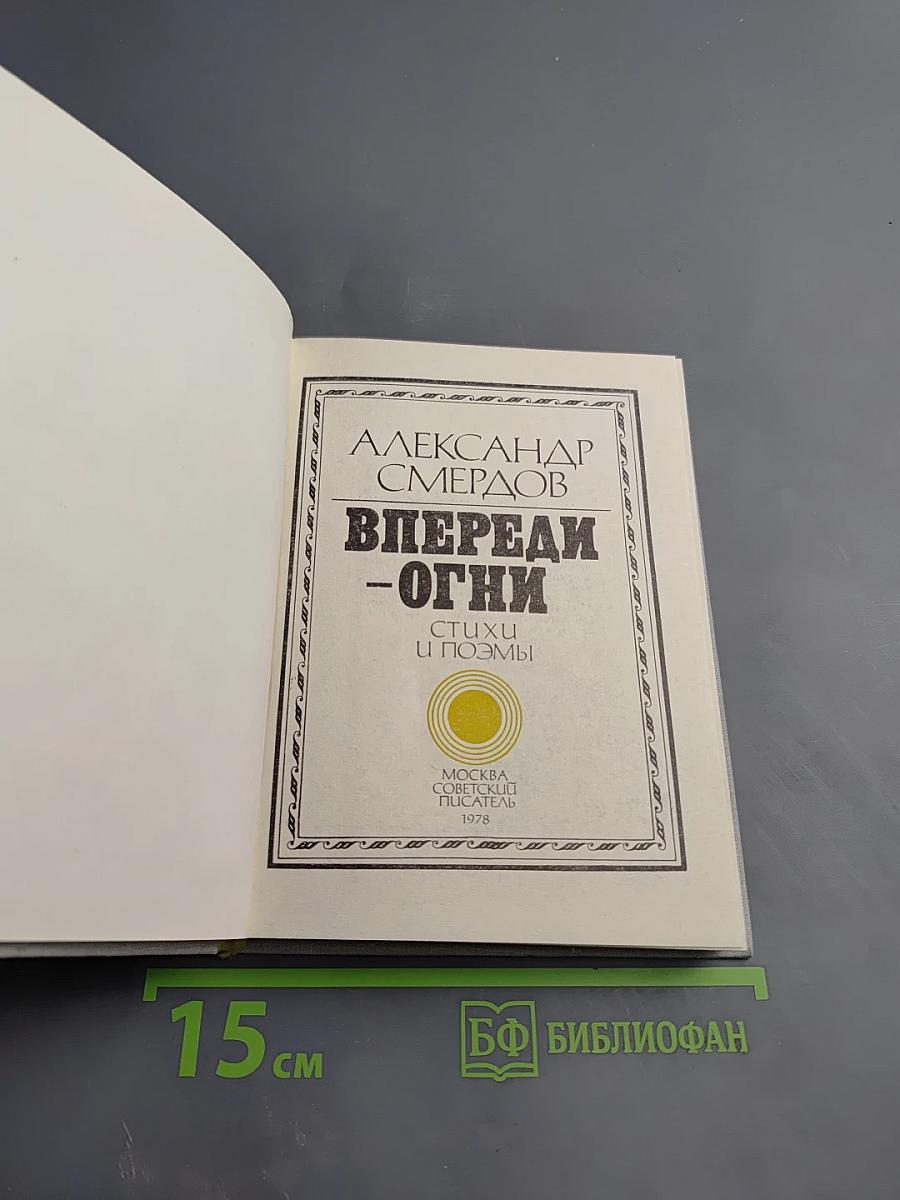 АЛЕКСАНДР
СМЕРДОВ
ВПЕРЕДИ
–ОГНИ
СТИХИ
И ПОЭМЫ
МОСКВА
СОВЕТСКИЙ
ПИСАТЕЛЬ
1978
15 см
БФ БИБЛИОФАН